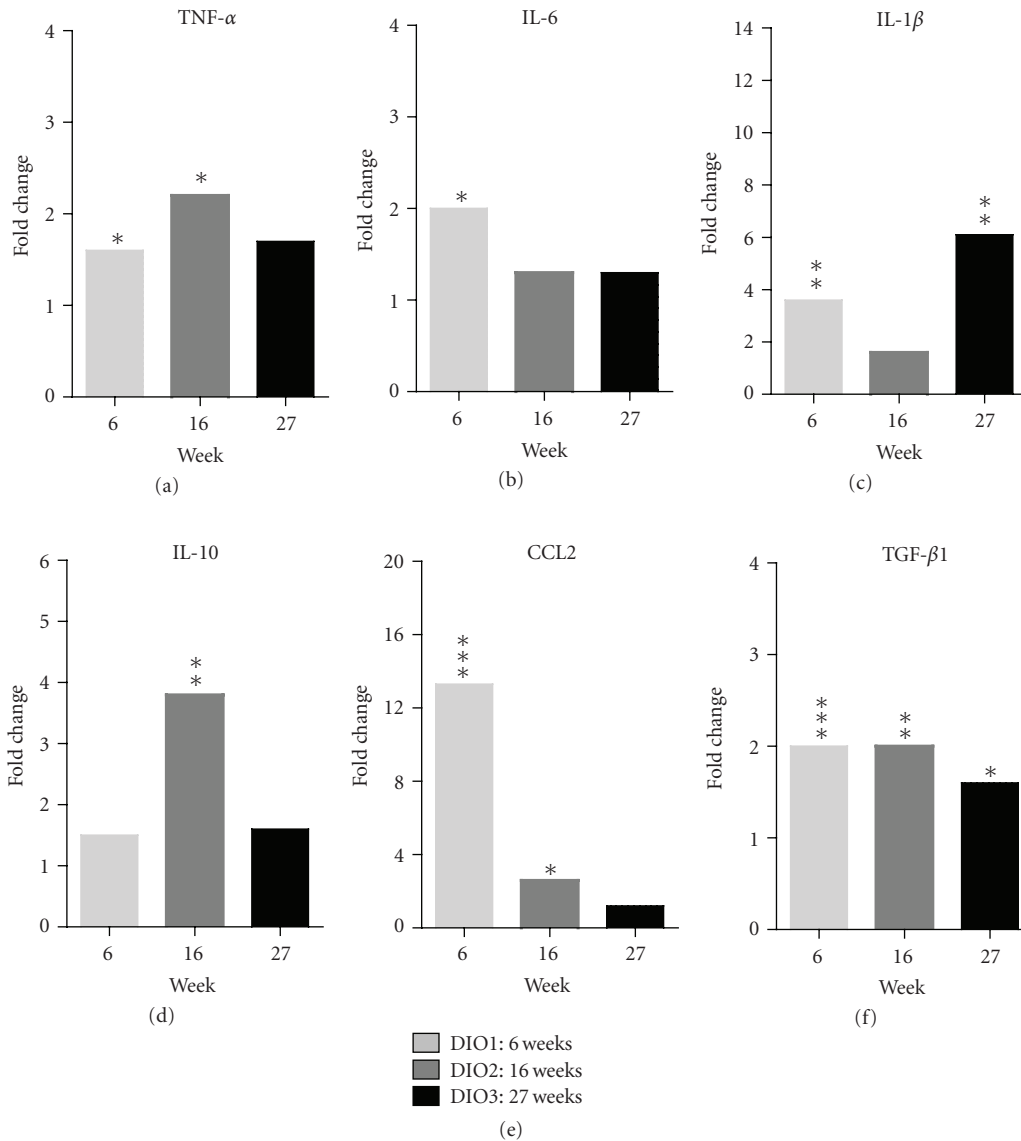 TNF-α
4
3
2
1
0
Fold change
*
*
6 16 27
Week
(a)
IL-6
4
3
2
1
0
Fold change
*
6 16 27
Week
(b)
IL-1β
14
12
10
8
6
4
2
0
Fold change
**
**
6 16 27
Week
(c)
IL-10
6
5
4
3
2
1
0
Fold change
**
6 16 27
Week
(d)
CCL2
20
16
12
8
4
0
Fold change
***
*
6 16 27
Week
DIO1: 6 weeks
DIO2: 16 weeks
DIO3: 27 weeks
(e)
TGF-β1
4
3
2
1
0
Fold change
***
**
*
6 16 27
Week
(f)